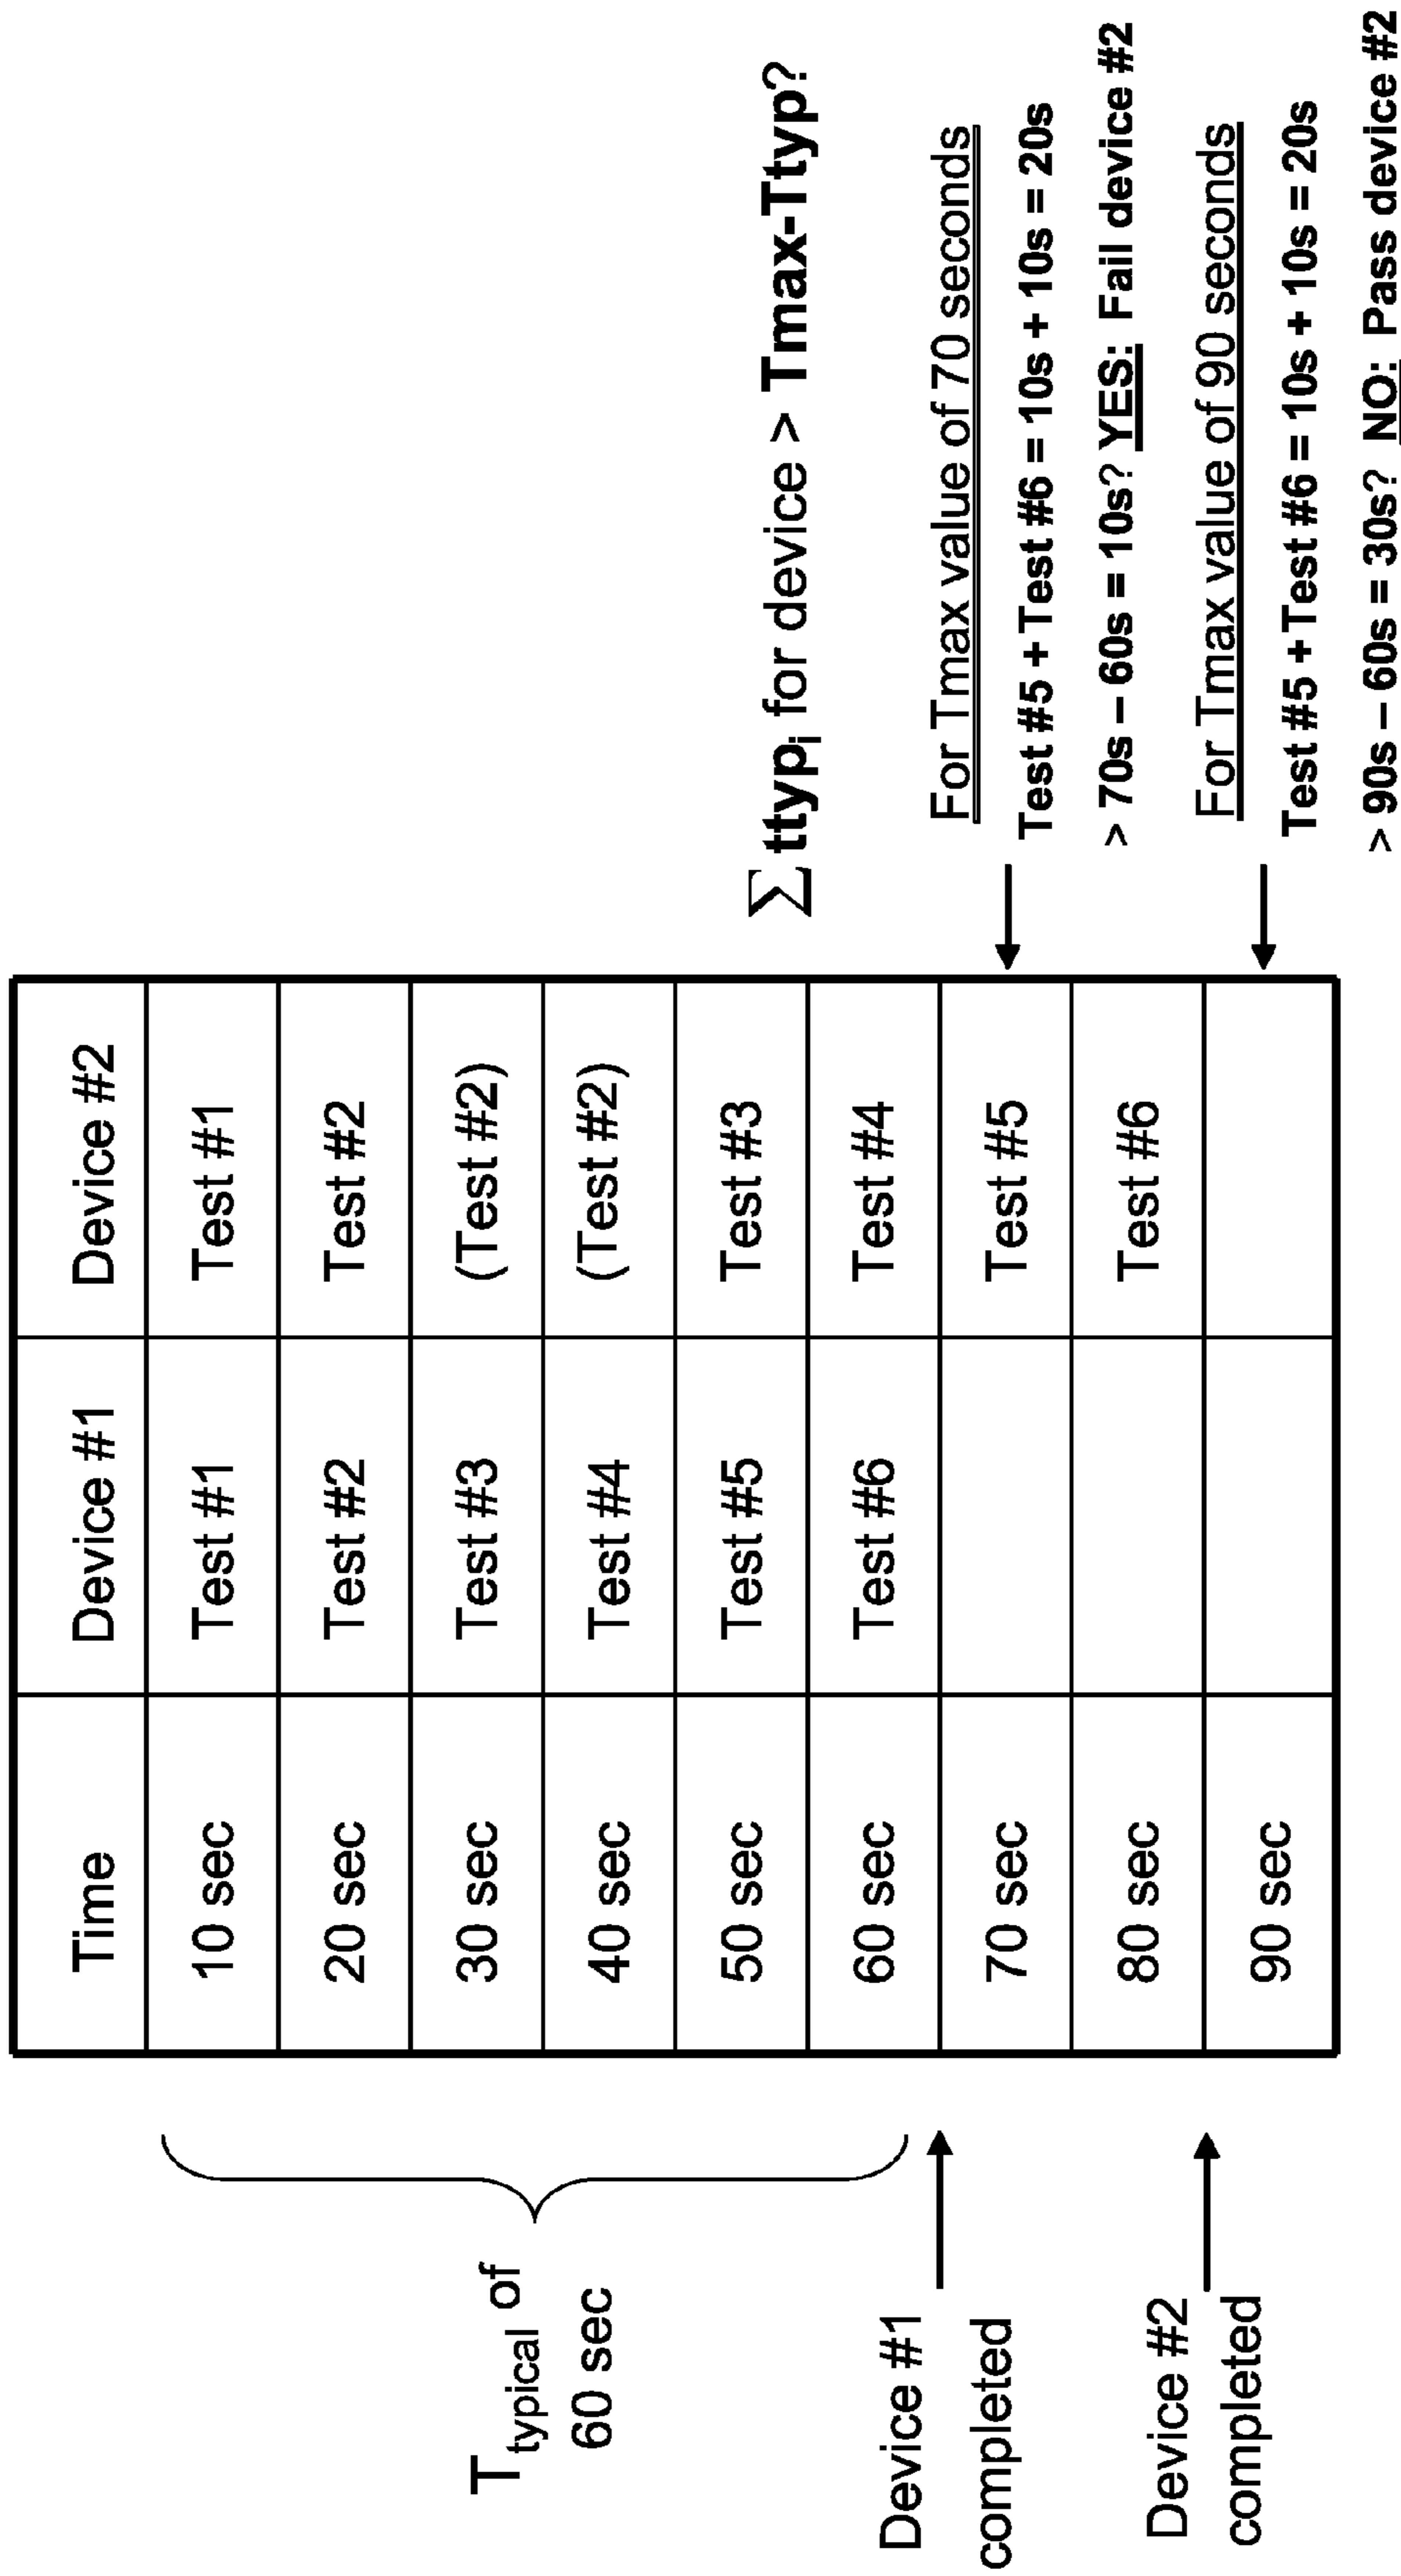 Time Device #1 Device #2
10 sec Test #1 Test #1
20 sec Test #2 Test #2
30 sec Test #3 (Test #2)
40 sec Test #4 (Test #2)
50 sec Test #5 Test #3
60 sec Test #6 Test #4
70 sec Test #5
80 sec Test #6
90 sec
T typical of
60 sec
Device #1
completed
Device #2
completed
∑ ttypi for device > Tmax-Ttyp?
For Tmax value of 70 seconds
Test #5 + Test #6 = 10s + 10s = 20s
> 70s – 60s = 10s? YES: Fail device #2
For Tmax value of 90 seconds
Test #5 + Test #6 = 10s + 10s = 20s
> 90s – 60s = 30s? NO: Pass device #2